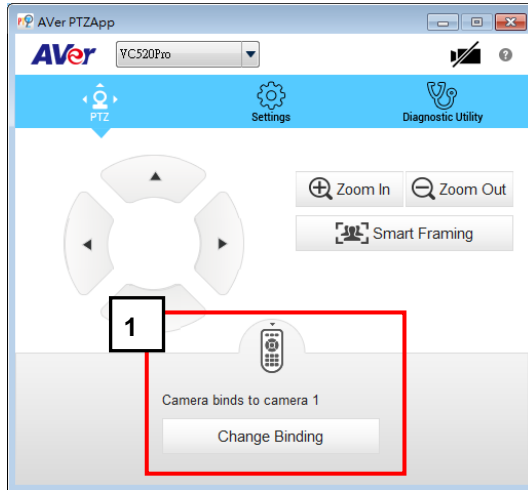 AVer PTZApp
AVer VC520Pro
PTZ Settings Diagnostic Utility
Zoom In Zoom Out
Smart Framing
1
Camera binds to camera 1
Change Binding